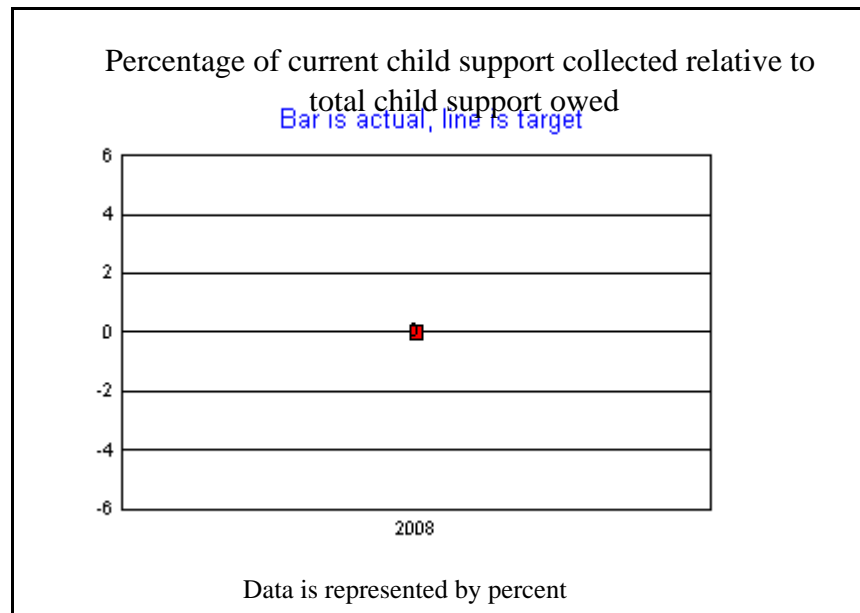 Percentage of current child support collected relative to
total child support owed
Bar is actual, line is target
6
4
2
0
0
-2
-4
-6
2008
Data is represented by percent